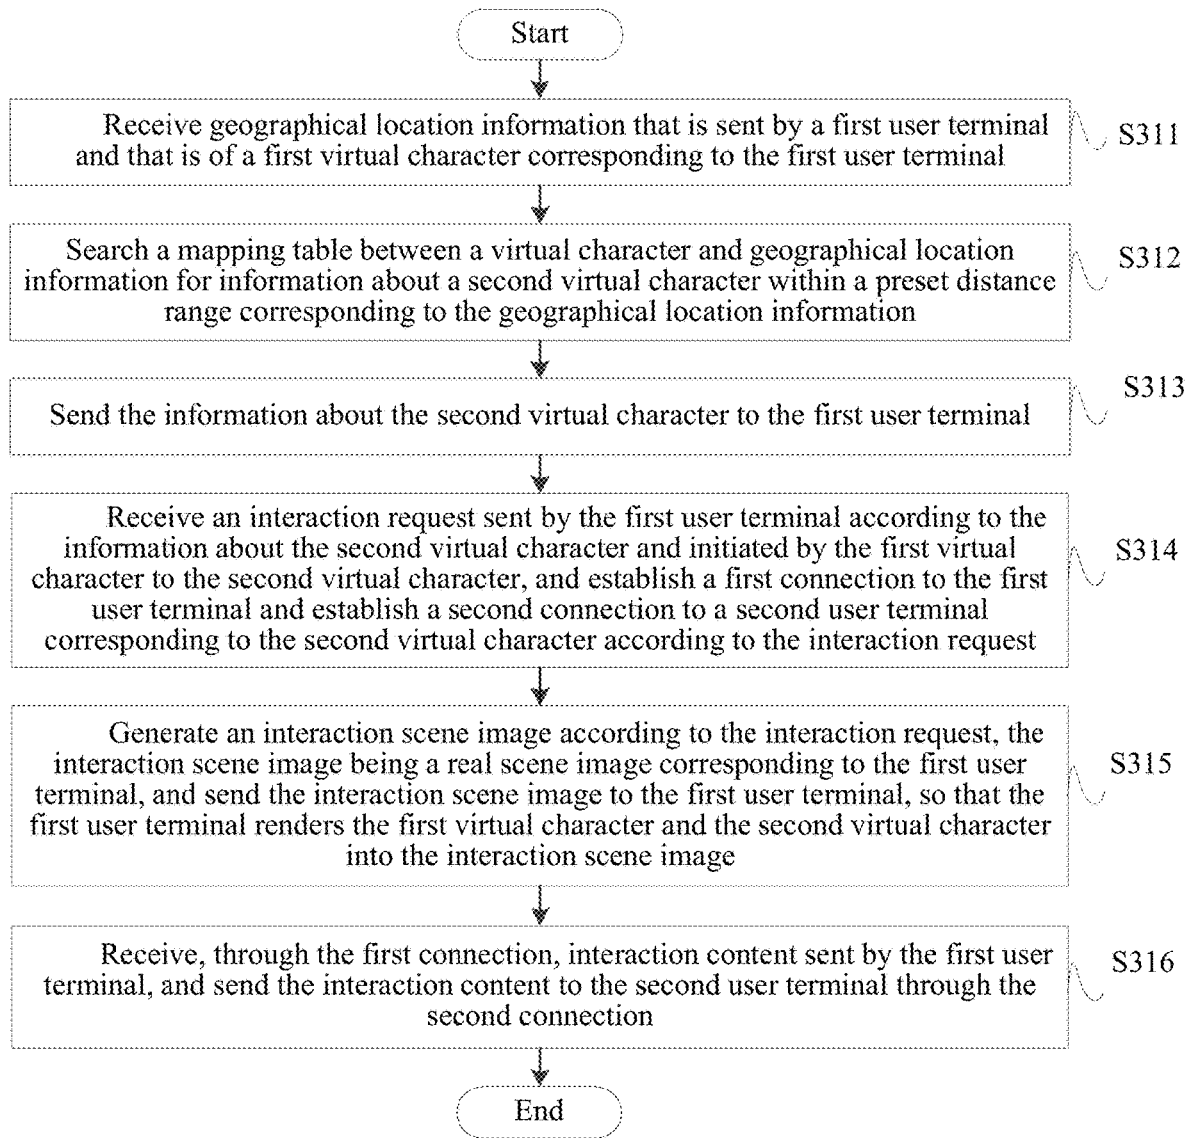 Start
Receive geographical location information that is sent by a first user terminal
and that is of a first virtual character corresponding to the first user terminal
S311
Search a mapping table between a virtual character and geographical location
information for information about a second virtual character within a preset distance
range corresponding to the geographical location information
S312
Send the information about the second virtual character to the first user terminal
S313
Receive an interaction request sent by the first user terminal according to the
information about the second virtual character and initiated by the first virtual
character to the second virtual character, and establish a first connection to the first
user terminal and establish a second connection to a second user terminal
corresponding to the second virtual character according to the interaction request
S314
Generate an interaction scene image according to the interaction request, the
interaction scene image being a real scene image corresponding to the first user
terminal, and send the interaction scene image to the first user terminal, so that the
first user terminal renders the first virtual character and the second virtual character
into the interaction scene image
S315
Receive, through the first connection, interaction content sent by the first user
terminal, and send the interaction content to the second user terminal through the
second connection
S316
End